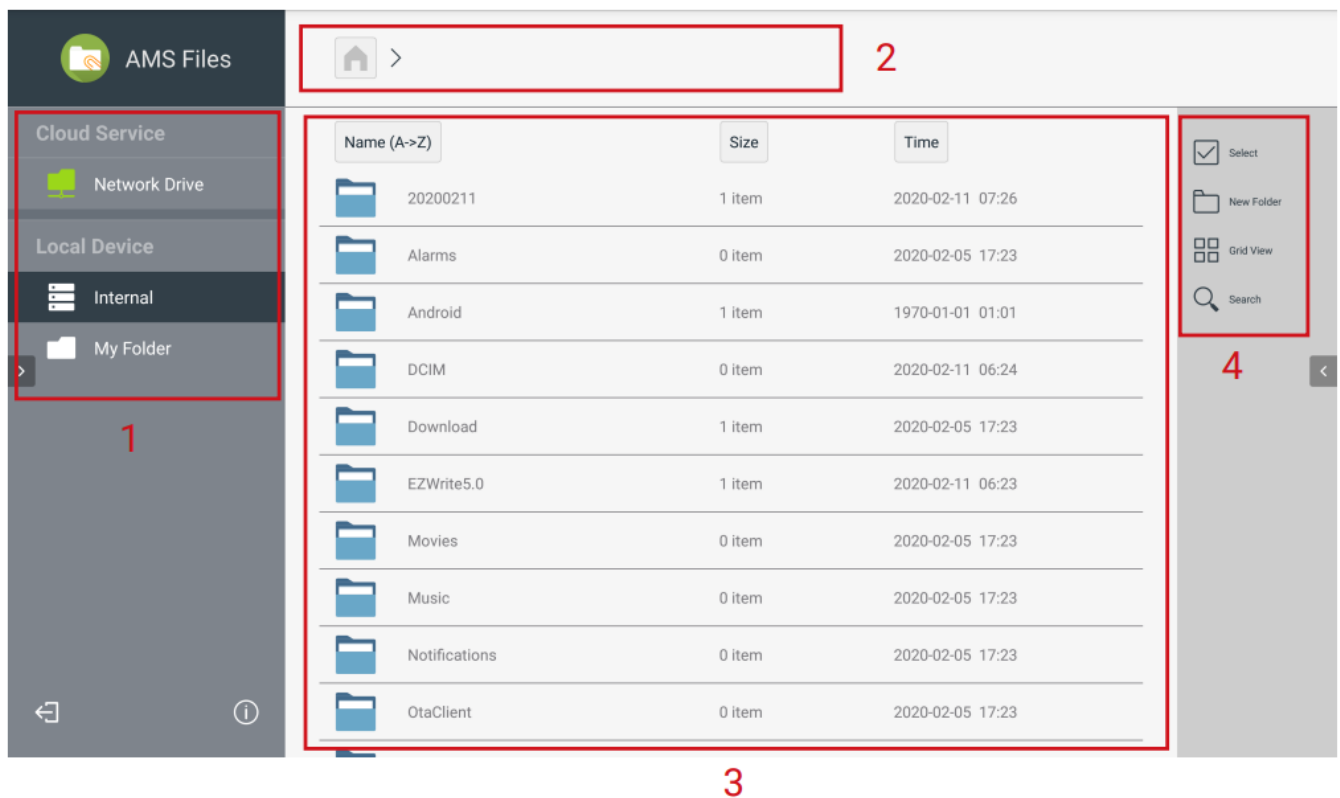 AMS Files
2
Cloud Service
Network Drive
Local Device
Internal
My Folder
1
Name (A->Z) Size Time
20200211 1 item 2020-02-11 07:26
Alarms 0 item 2020-02-05 17:23
Android 1 item 1970-01-01 01:01
DCIM 0 item 2020-02-11 06:24
Download 1 item 2020-02-05 17:23
EZWrite5.0 1 item 2020-02-11 06:23
Movies 0 item 2020-02-05 17:23
Music 0 item 2020-02-05 17:23
Notifications 0 item 2020-02-05 17:23
OtaClient 0 item 2020-02-05 17:23
3
Select
New Folder
Grid View
Search
4